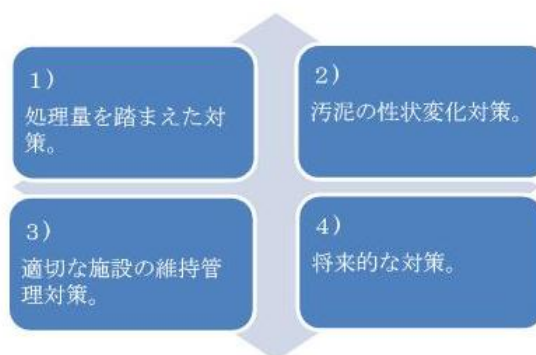 1)
処理量を踏まえた対
策。
2)
汚泥の性状変化対策。
3)
適切な施設の維持管
理対策。
4)
将来的な対策。